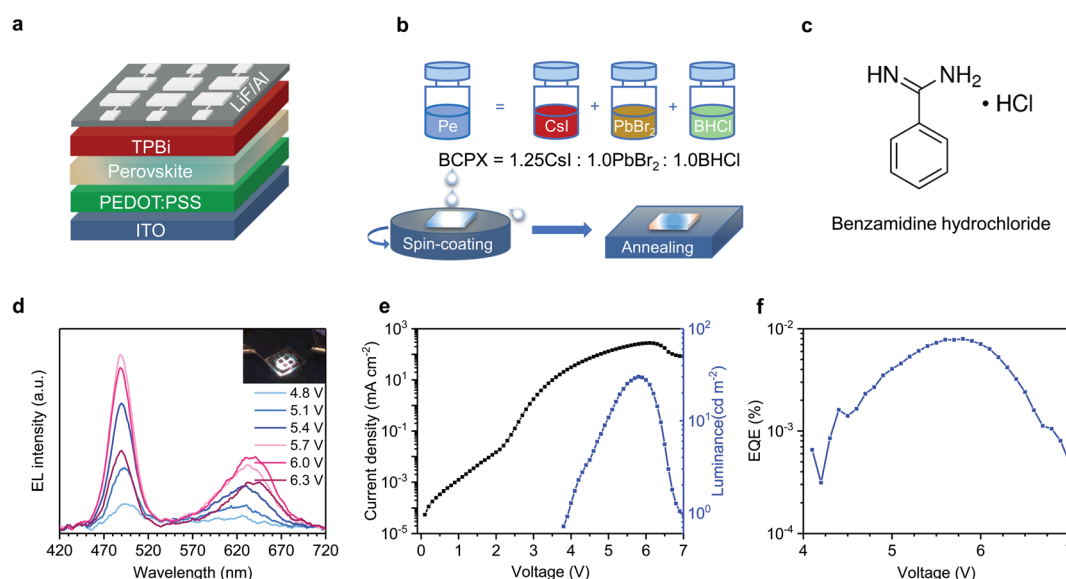 a
LiF/Al
TPBi
Perovskite
PEDOT:PSS
ITO
b
Pe = CsI + PbBr₂ + BHCl
BCPX = 1.25CsI : 1.0PbBr₂ : 1.0BHCl
Spin-coating
Annealing
c
HN NH₂
• HCl
Benzamidine hydrochloride
d
EL intensity (a.u.)
4.8 V
5.1 V
5.4 V
5.7 V
6.0 V
6.3 V
420 470 520 570 620 670 720
Wavelength (nm)
e
Current density (mA cm⁻²)
10³
10¹
10⁻¹
10⁻³
10⁻⁵
0 1 2 3 4 5 6 7
Voltage (V)
10²
10¹
10⁰
Luminance(cd m⁻²)
f
EQE (%)
10⁻²
10⁻³
10⁻⁴
4 5 6 7
Voltage (V)